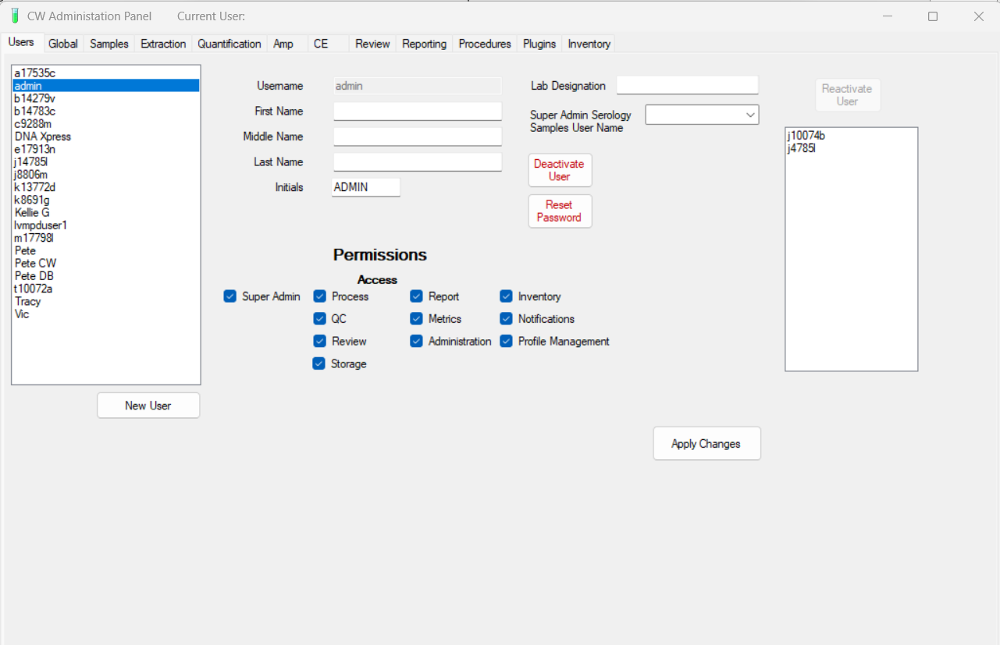 CW Administation Panel Current User:
Users Global Samples Extraction Quantification Amp CE Review Reporting Procedures Plugins Inventory
a17535c
admin
b14279v
b14783c
c9288m
DNA Xpress
e17913n
j14785l
j8806m
k13772d
k8691g
Kellie G
lvmpduser1
m17798l
Pete
Pete CW
Pete DB
t10072a
Tracy
Vic
New User
Username admin
First Name
Middle Name
Last Name
Initials ADMIN
Lab Designation
Super Admin Serology
Samples User Name
Deactivate
User
Reset
Password
Permissions
Access
Super Admin Process Report Inventory
QC Metrics Notifications
Review Administration Profile Management
Storage
Apply Changes
Reactivate
User
j10074b
j4785l